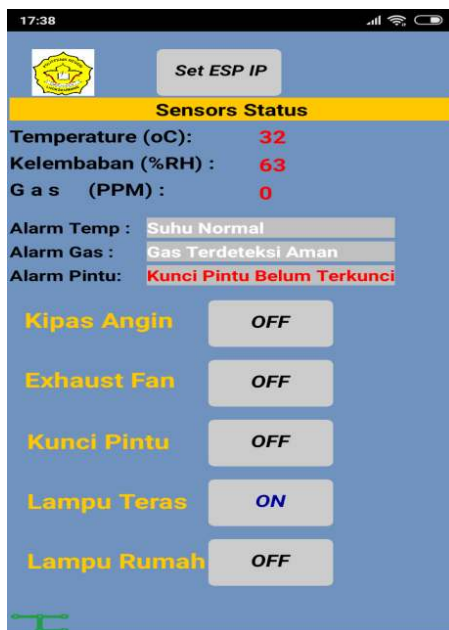 17:38
Set ESP IP
Sensors Status
Temperature (oC): 32
Kelembaban (%RH) : 63
G a s (PPM) : 0
Alarm Temp : Suhu Normal
Alarm Gas : Gas Terdeteksi Aman
Alarm Pintu: Kunci Pintu Belum Terkunci
Kipas Angin OFF
Exhaust Fan OFF
Kunci Pintu OFF
Lampu Teras ON
Lampu Rumah OFF